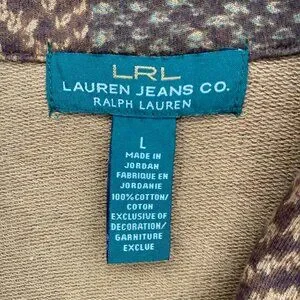 LRL
LAUREN JEANS CO.
RALPH LAUREN
L
MADE IN
JORDAN
FABRIQUE EN
JORDANIE
100%COTTON/
COTON
EXCLUSIVE OF
DECORATION/
GARNITURE
EXCLUE